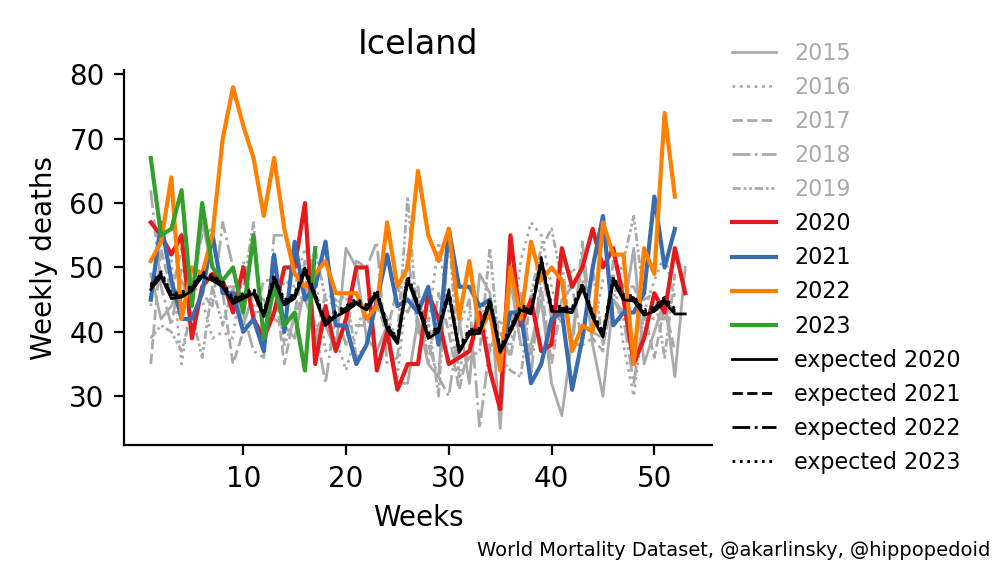 Iceland
80
70
60
50
40
30
Weekly deaths
10 20 30 40 50
Weeks
2015
2016
2017
2018
2019
2020
2021
2022
2023
expected 2020
expected 2021
expected 2022
expected 2023
World Mortality Dataset, @akarlinsky, @hippopedoid